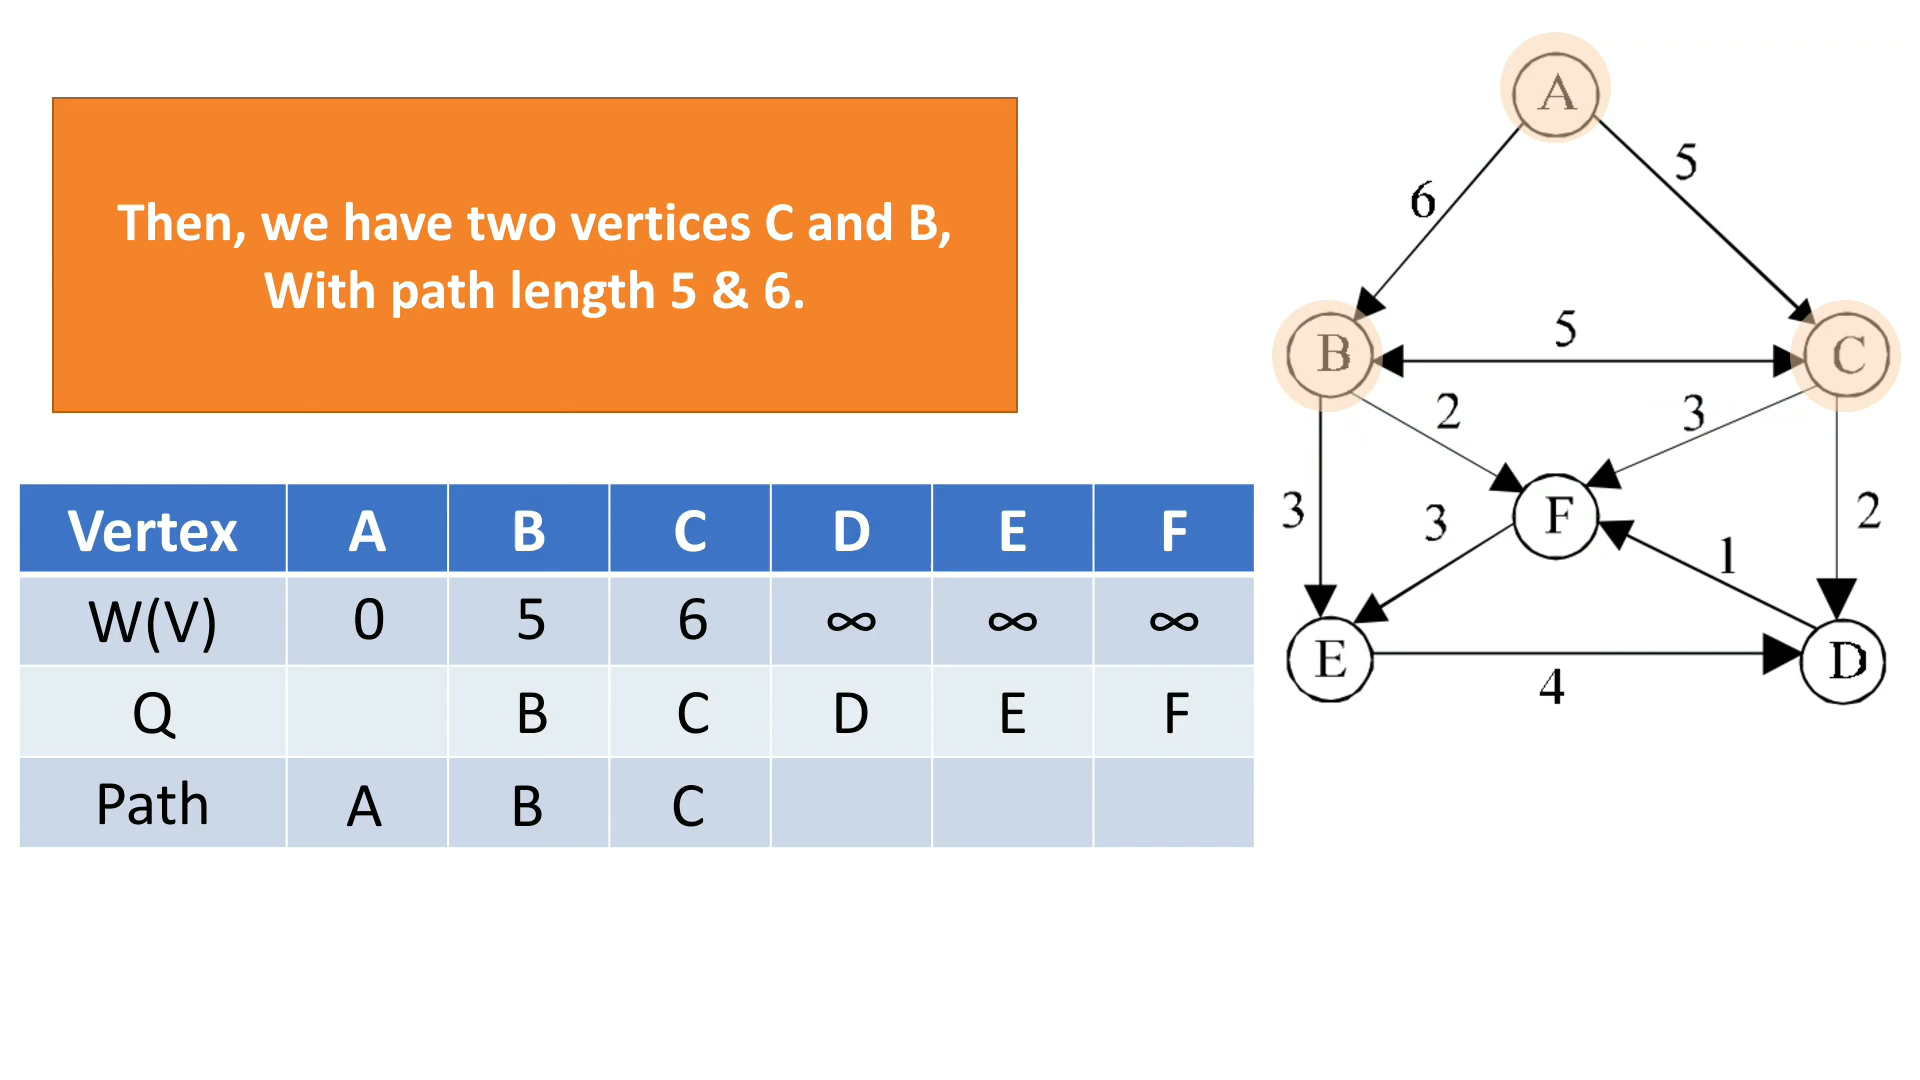 Then, we have two vertices C and B,
With path length 5 & 6.
Vertex A B C D E F
W(V) 0 5 6 ∞ ∞ ∞
Q B C D E F
Path A B C
A
6 5
B 5 C
2 3
3 3 F 1 2
E 4 D